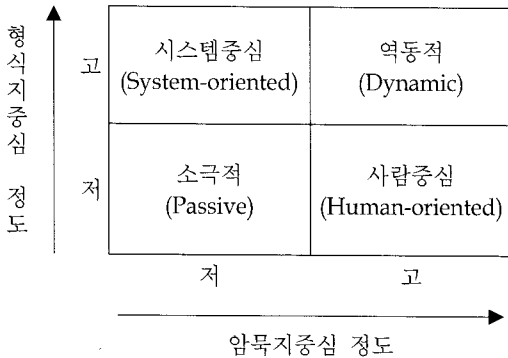 형식지중심 정도
고
시스템중심
(System-oriented)
역동적
(Dynamic)
저
소극적
(Passive)
사람중심
(Human-oriented)
저
고
암묵지중심 정도